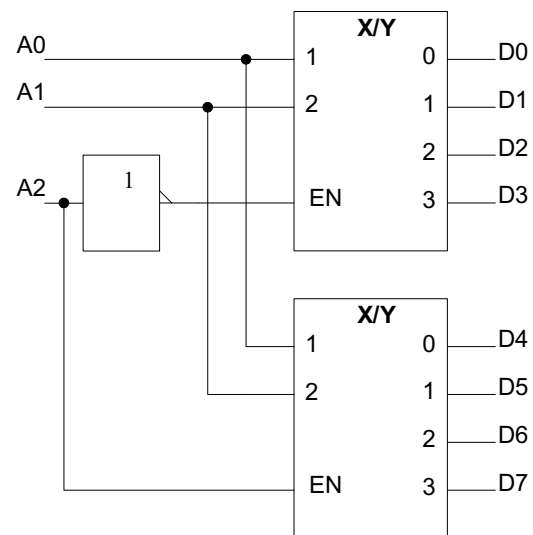 X/Y
A0 1 0 D0
A1 2 1 D1
2 D2
A2 1 EN 3 D3
X/Y
1 0 D4
2 1 D5
2 D6
EN 3 D7